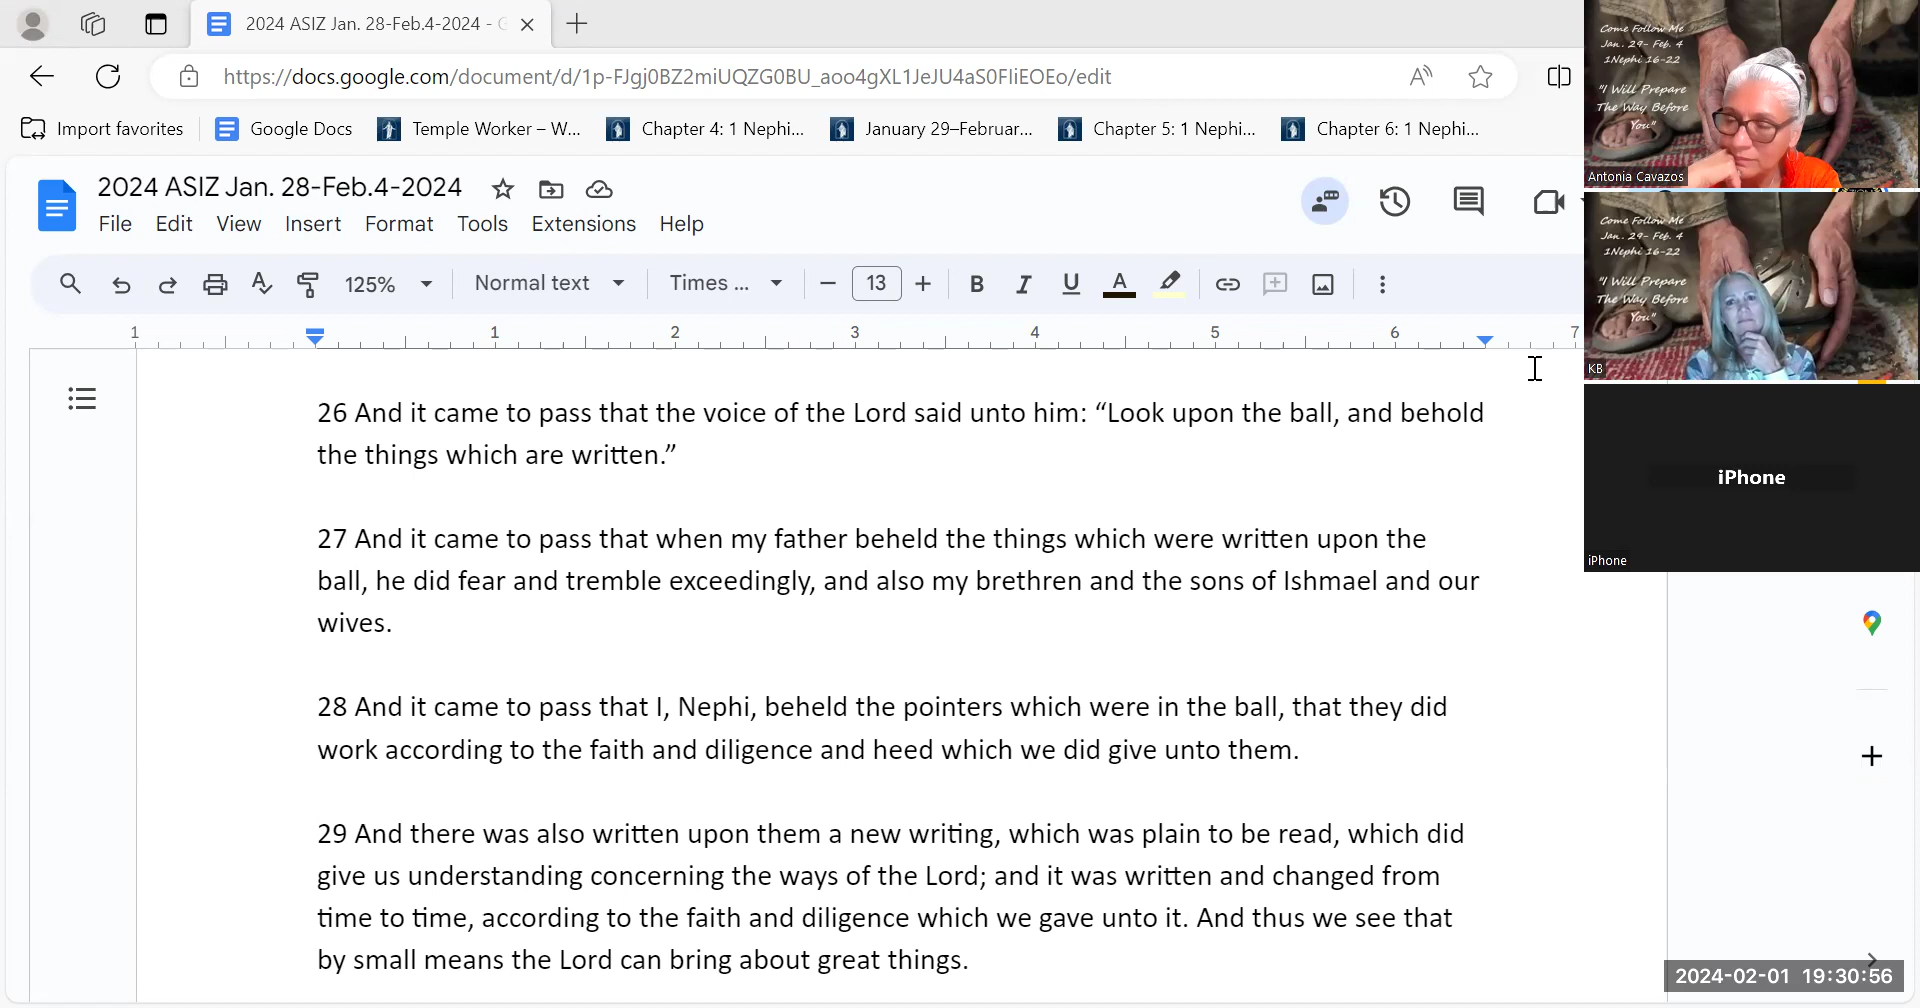 2024 ASIZ Jan. 28-Feb.4-2024 -
https://docs.google.com/document/d/1p-FJgj0BZ2miUQZG0BU_aoo4gXL1JeJU4aS0FIiEOEo/edit
Import favorites Google Docs Temple Worker – W... Chapter 4: 1 Nephi... January 29–Februar... Chapter 5: 1 Nephi... Chapter 6: 1 Nephi...
2024 ASIZ Jan. 28-Feb.4-2024
File Edit View Insert Format Tools Extensions Help
125% Normal text Times ... 13 B I U A
1 1 2 3 4 5 6 7
26 And it came to pass that the voice of the Lord said unto him: “Look upon the ball, and behold
the things which are written.”
27 And it came to pass that when my father beheld the things which were written upon the
ball, he did fear and tremble exceedingly, and also my brethren and the sons of Ishmael and our
wives.
28 And it came to pass that I, Nephi, beheld the pointers which were in the ball, that they did
work according to the faith and diligence and heed which we did give unto them.
29 And there was also written upon them a new writing, which was plain to be read, which did
give us understanding concerning the ways of the Lord; and it was written and changed from
time to time, according to the faith and diligence which we gave unto it. And thus we see that
by small means the Lord can bring about great things.
Come Follow Me
Jan. 29- Feb. 4
1Nephi 16-22
"I Will Prepare
The Way Before
You"
Antonia Cavazos
Come Follow Me
Jan. 29- Feb. 4
1Nephi 16-22
"I Will Prepare
The Way Before
You"
KB
iPhone
iPhone
2024-02-01 19:30:56